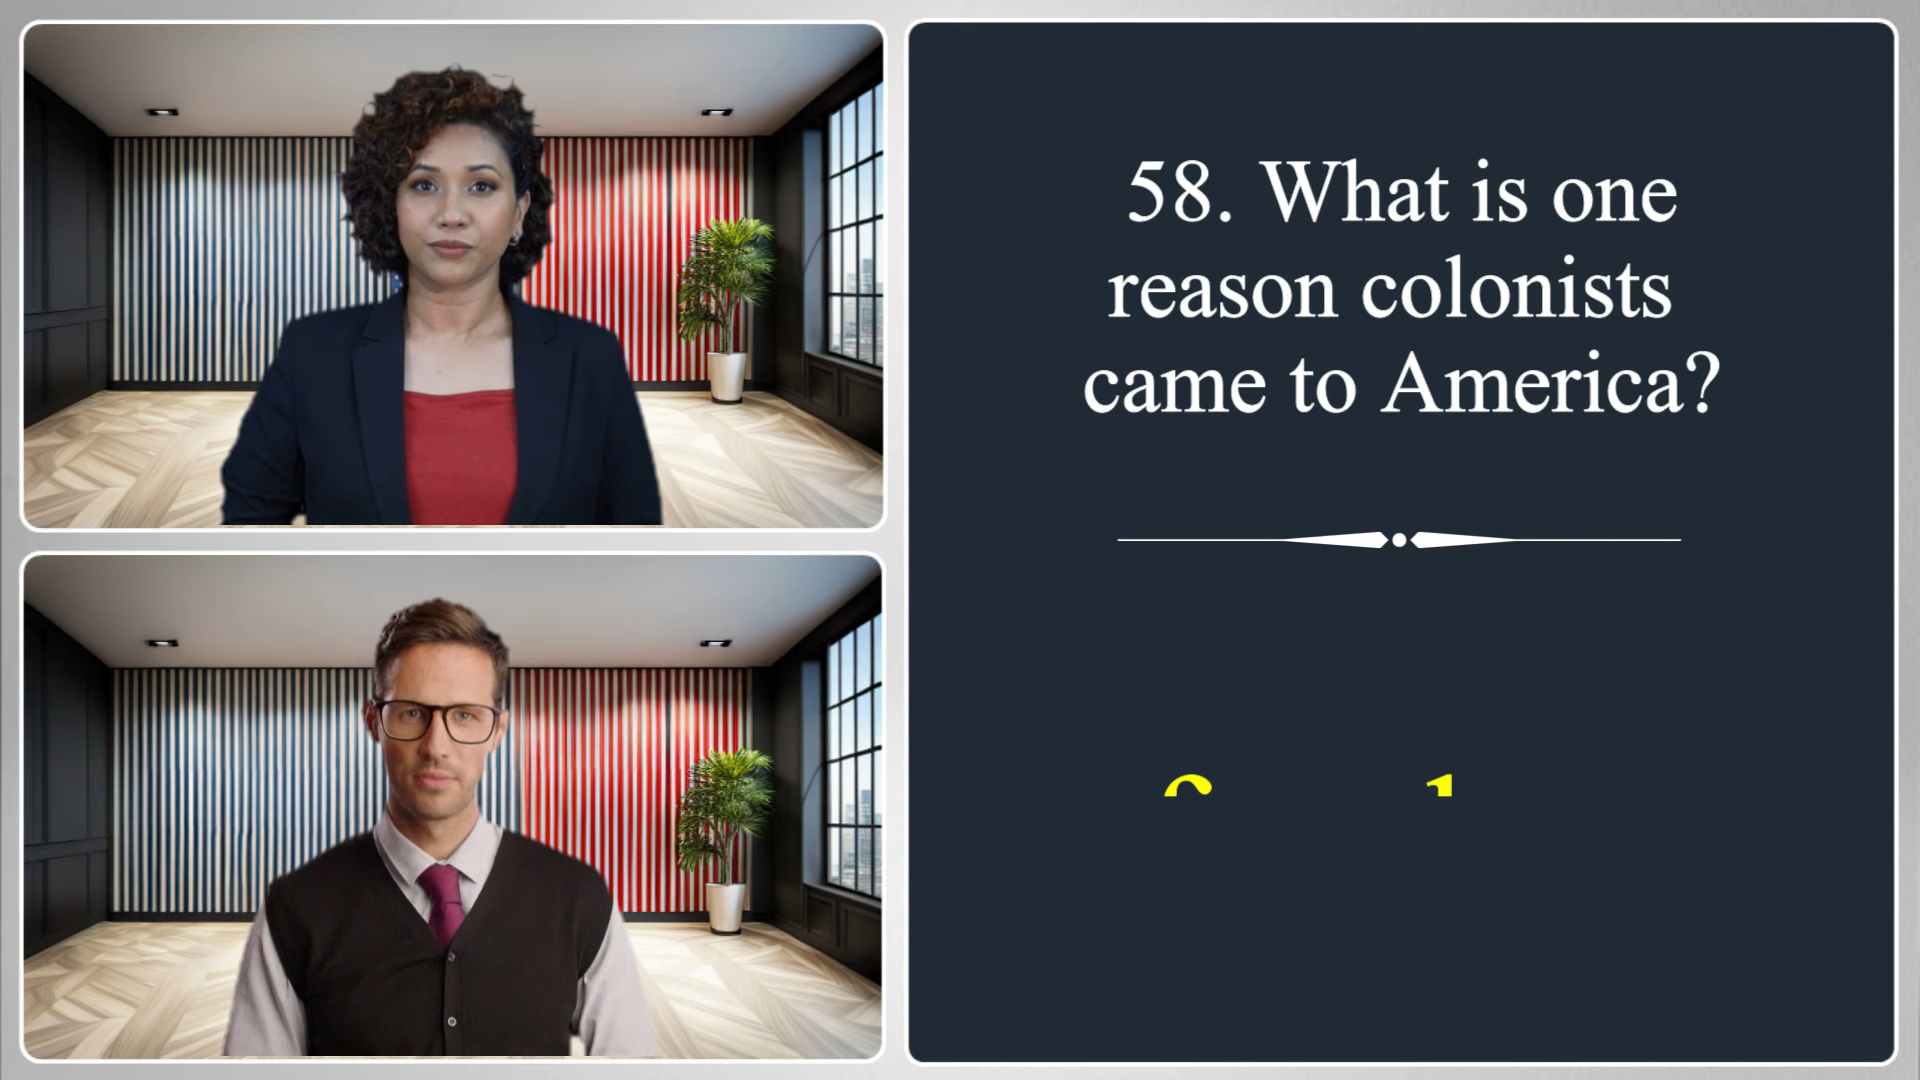 58. What is one
reason colonists
came to America?